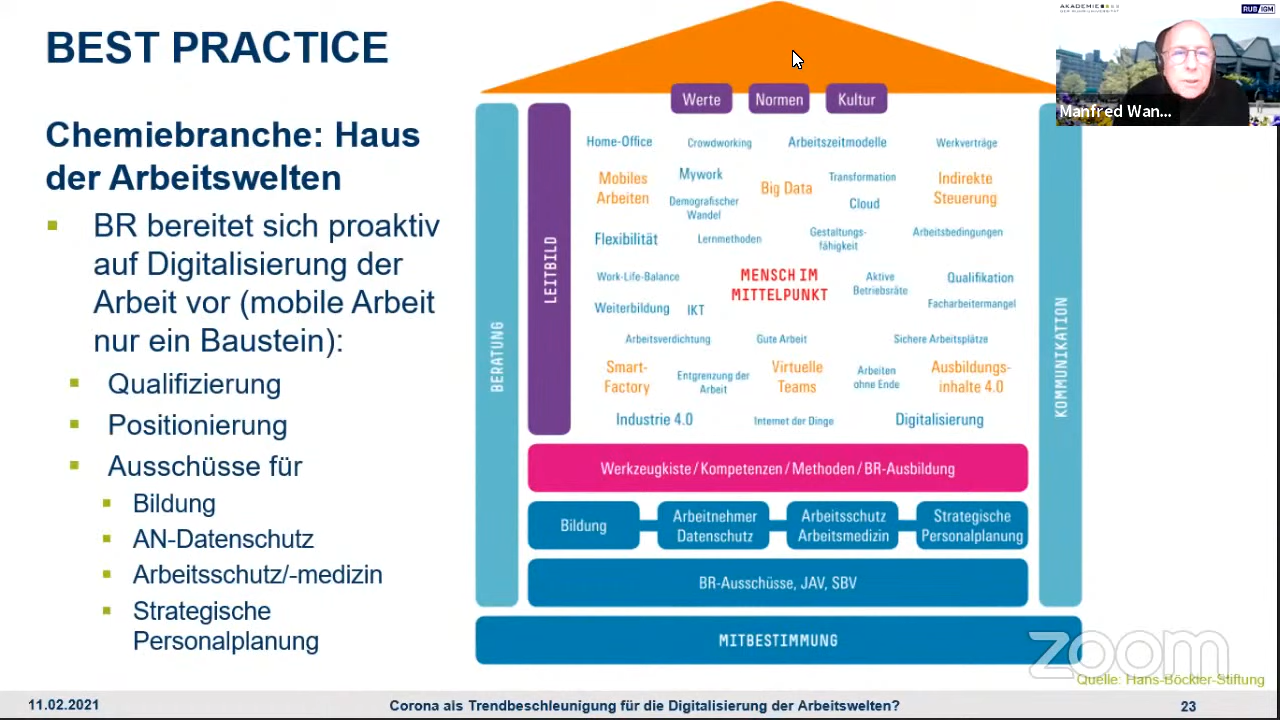 BEST PRACTICE
Chemiebranche: Haus
der Arbeitswelten
BR bereitet sich proaktiv
auf Digitalisierung der
Arbeit vor (mobile Arbeit
nur ein Baustein):
Qualifizierung
Positionierung
Ausschüsse für
Bildung
AN-Datenschutz
Arbeitsschutz/-medizin
Strategische
Personalplanung
Werte Normen Kultur
BERATUNG
LEITBILD
KOMMUNIKATION
Home-Office Crowdworking Arbeitszeitmodelle Werkverträge
Mobiles
Arbeiten
Mywork
Demografischer
Wandel
Big Data
Transformation
Cloud
Indirekte
Steuerung
Flexibilität
Lernmethoden
Gestaltungs-
fähigkeit
Arbeitsbedingungen
Work-Life-Balance
MENSCH IM
MITTELPUNKT
Aktive
Betriebsräte
Qualifikation
Weiterbildung
IKT
Facharbeitermangel
Arbeitsverdichtung Gute Arbeit Sichere Arbeitsplätze
Smart-
Factory
Entgrenzung der
Arbeit
Virtuelle
Teams
Arbeiten
ohne Ende
Ausbildungs-
inhalte 4.0
Industrie 4.0 Internet der Dinge Digitalisierung
Werkzeugkiste/Kompetenzen/Methoden/BR-Ausbildung
Bildung
Arbeitnehmer
Datenschutz
Arbeitsschutz
Arbeitsmedizin
Strategische
Personalplanung
BR-Ausschüsse, JAV, SBV
MITBESTIMMUNG
AKADEMIE
RUB/IGM
Manfred Wan...
zoom
Quelle: Hans-Böckler-Stiftung
11.02.2021 Corona als Trendbeschleunigung für die Digitalisierung der Arbeitswelten? 23